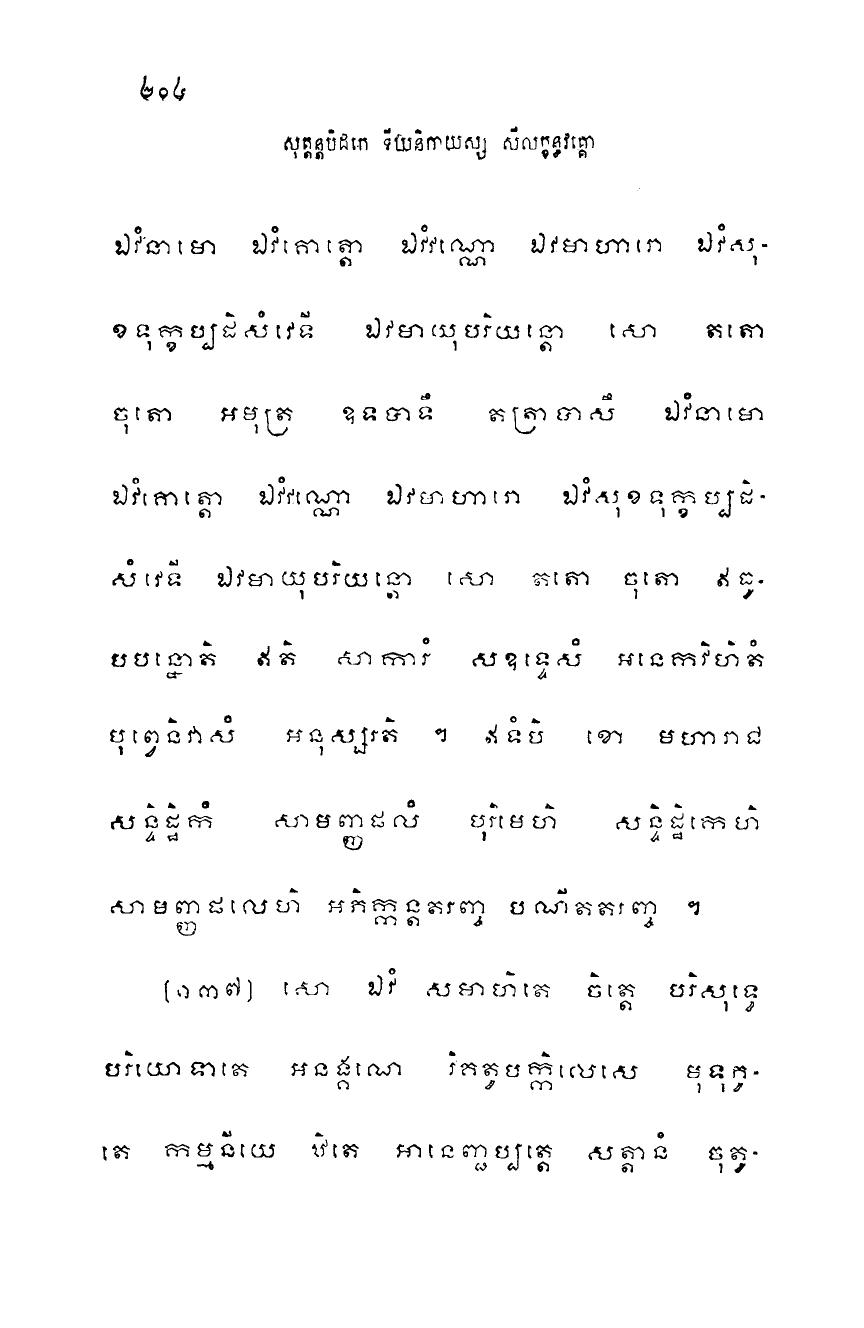 ២០៤
សុត្តន្តបិដកេ ទីឃនិកាយស្ស សីលក្ខន្ធវគ្គោ
ឯវំនាមោ ឯវំគោត្តោ ឯវំវណ្ណោ ឯវមាហារោ ឯវំសុ-
ខទុក្ខប្បដិសំវេទី ឯវមាយុបរិយន្តោ សោ តតោ
ចុតោ អមុត្រ ឧទបាទឹ តត្រាបាសឹ ឯវំនាមោ
ឯវំគោត្តោ ឯវំវណ្ណោ ឯវមាហារោ ឯវំសុខទុក្ខប្បដិ-
សំវេទី ឯវមាយុបរិយន្តោ សោ តតោ ចុតោ ឥធូ-
បបន្នោតិ ឥតិ សាការំ សឧទ្ទេសំ អនេកវិហិតំ
បុព្វេនិវាសំ អនុស្សរតិ ។ ឥទំបិ ខោ មហារាជ
សន្ទិដ្ឋិកំ សាមញ្ញផលំ បុរិមេហិ សន្ទិដ្ឋិកេហិ
សាមញ្ញផលេហិ អភិក្កន្តតរញ្ច បណីតតរញ្ច ។
(១៣៧) សោ ឯវំ សមាហិតេ ចិត្តេ បរិសុទ្ធេ
បរិយោទាតេ អនង្គណេ វិគតូបក្កិលេសេ មុទុភូ-
តេ កម្មនីយេ ឋិតេ អានេញ្ជប្បត្តេ សត្តានំ ចុតូ-